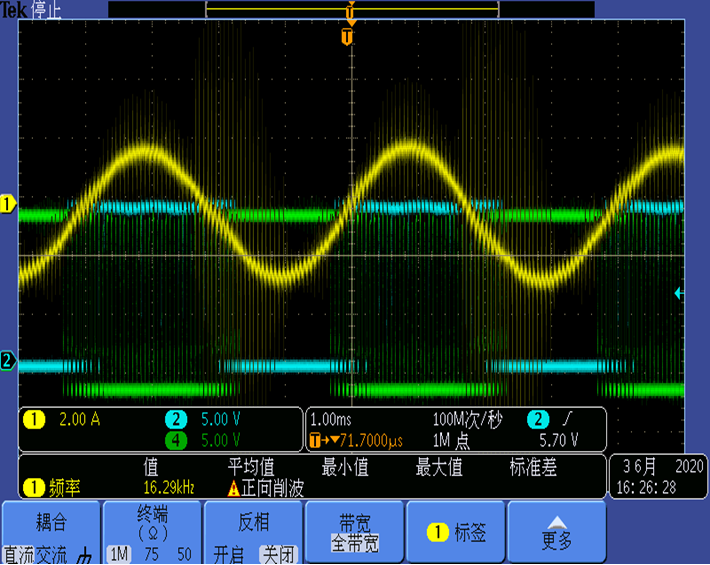 Tek 停止
T
T
1
2
1 2.00 A 2 5.00 V
4 5.00 V
1.00ms 100M次/秒 2
T→▼71.7000µs 1M 点 5.70 V
值 平均值 最小值 最大值 标准差
1 频率 16.29kHz 正向削波
3 6月 2020
16:26:28
耦合 直流 交流
终端 (Ω) 1M 75 50
反相 开启 关闭
带宽 全带宽
1 标签
更多